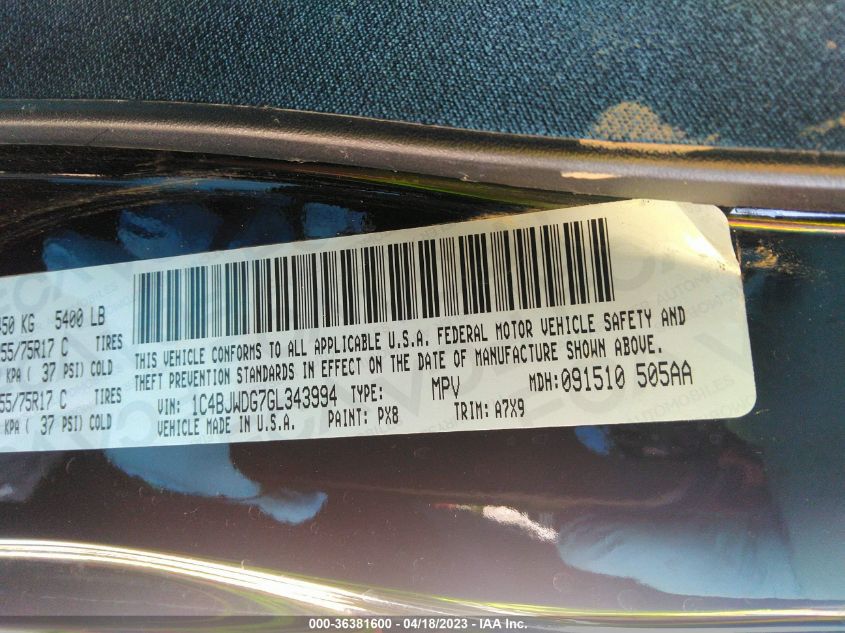 450 KG 5400 LB
55/75R17 C TIRES
KPA ( 37 PSI) COLD
55/75R17 C TIRES
KPA ( 37 PSI) COLD
THIS VEHICLE CONFORMS TO ALL APPLICABLE U.S.A. FEDERAL MOTOR VEHICLE SAFETY AND
THEFT PREVENTION STANDARDS IN EFFECT ON THE DATE OF MANUFACTURE SHOWN ABOVE.
VIN: 1C4BJWDG7GL343994 TYPE: MPV MDH:091510 505AA
VEHICLE MADE IN U.S.A. PAINT: PX8 TRIM: A7X9
000-36381600 — 04/18/2023 — IAA Inc.